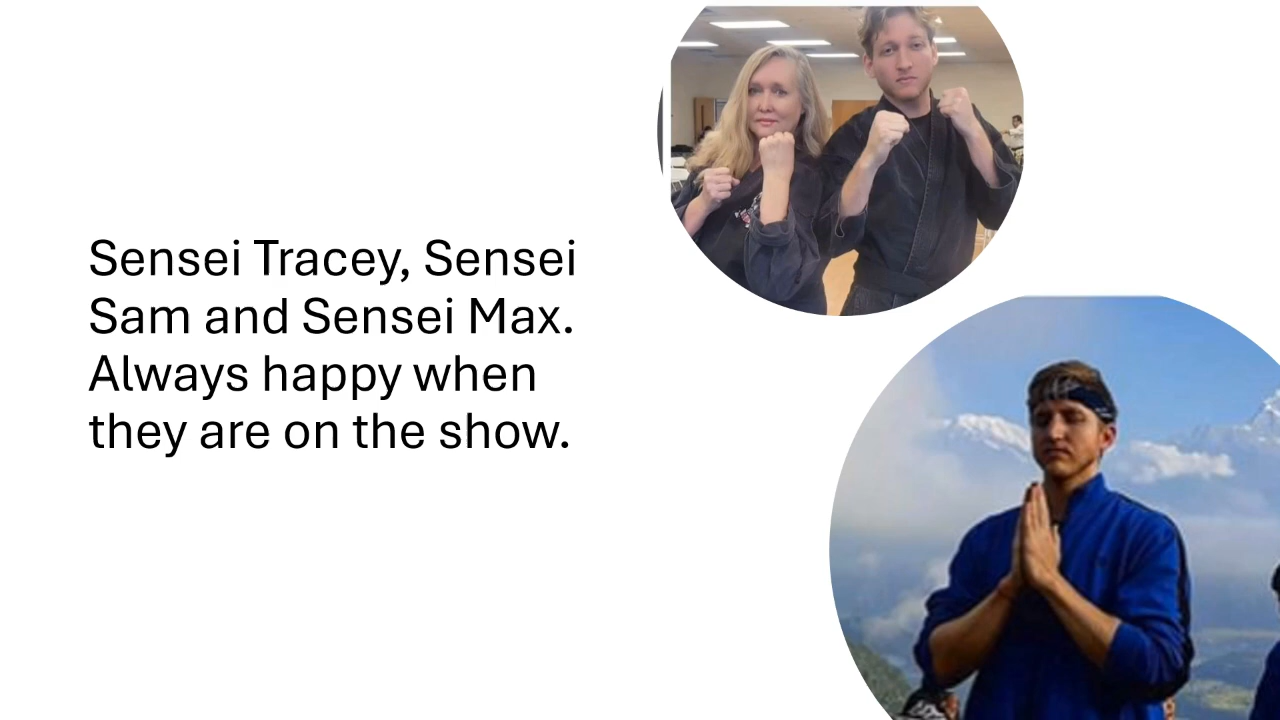 Sensei Tracey, Sensei
Sam and Sensei Max.
Always happy when
they are on the show.